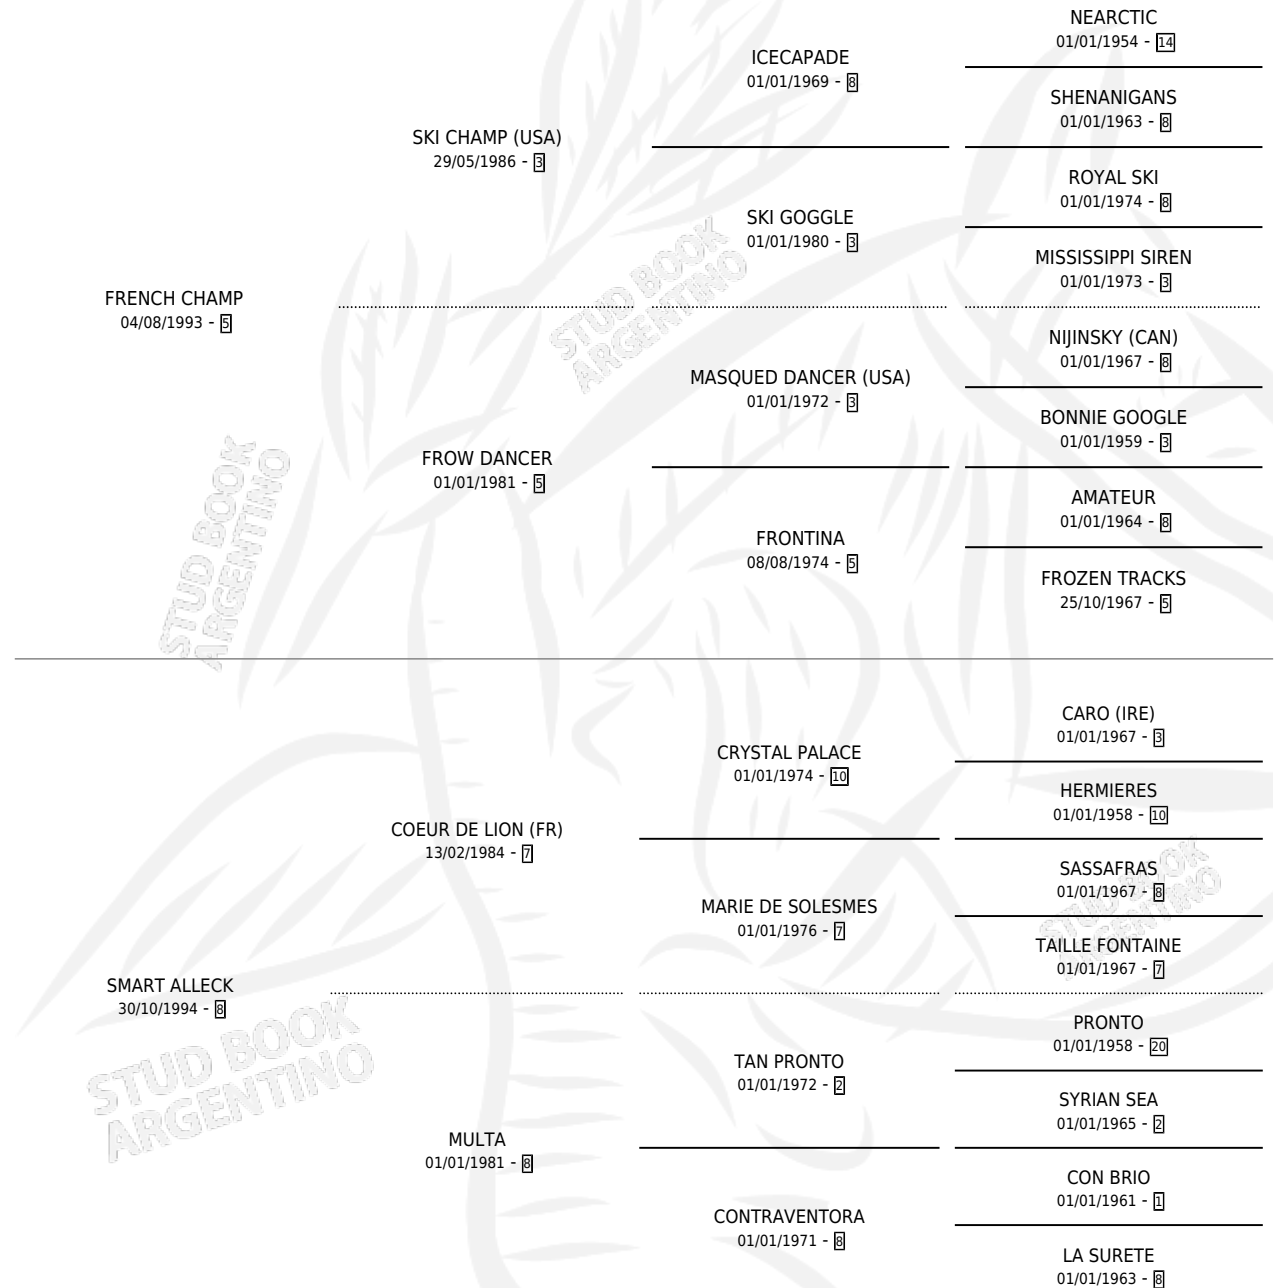 NEARCTIC
01/01/1954 - 14
ICECAPADE
01/01/1969 - 8
SHENANIGANS
01/01/1963 - 8
SKI CHAMP (USA)
29/05/1986 - 3
ROYAL SKI
01/01/1974 - 8
SKI GOGGLE
01/01/1980 - 3
MISSISSIPPI SIREN
01/01/1973 - 3
FRENCH CHAMP
04/08/1993 - 5
NIJINSKY (CAN)
01/01/1967 - 8
MASQUED DANCER (USA)
01/01/1972 - 3
BONNIE GOOGLE
01/01/1959 - 3
FROW DANCER
01/01/1981 - 5
AMATEUR
01/01/1964 - 8
FRONTINA
08/08/1974 - 5
FROZEN TRACKS
25/10/1967 - 5
CARO (IRE)
01/01/1967 - 3
CRYSTAL PALACE
01/01/1974 - 10
HERMIERES
01/01/1958 - 10
COEUR DE LION (FR)
13/02/1984 - 7
SASSAFRAS
01/01/1967 - 8
MARIE DE SOLESMES
01/01/1976 - 7
TAILLE FONTAINE
01/01/1967 - 7
SMART ALLECK
30/10/1994 - 8
PRONTO
01/01/1958 - 20
TAN PRONTO
01/01/1972 - 2
SYRIAN SEA
01/01/1965 - 2
MULTA
01/01/1981 - 8
CON BRIO
01/01/1961 - 1
CONTRAVENTORA
01/01/1971 - 8
LA SURETE
01/01/1963 - 8
STUD BOOK
ARGENTINO
STUD BOOK
ARGENTINO
STUD BOOK
ARGENTINO
STUD BOOK
ARGENTINO